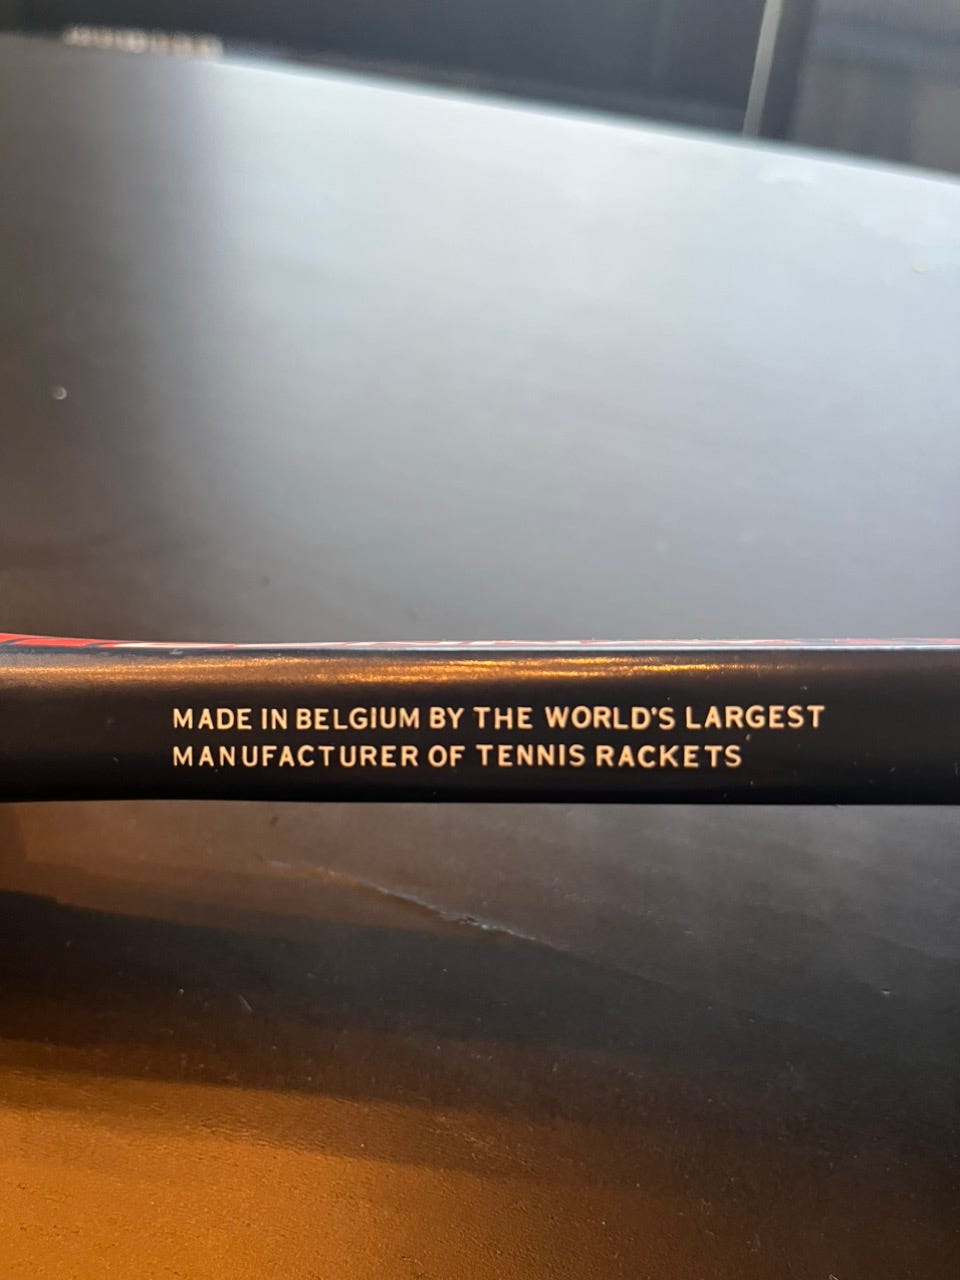 MADE IN BELGIUM BY THE WORLD'S LARGEST
MANUFACTURER OF TENNIS RACKETS